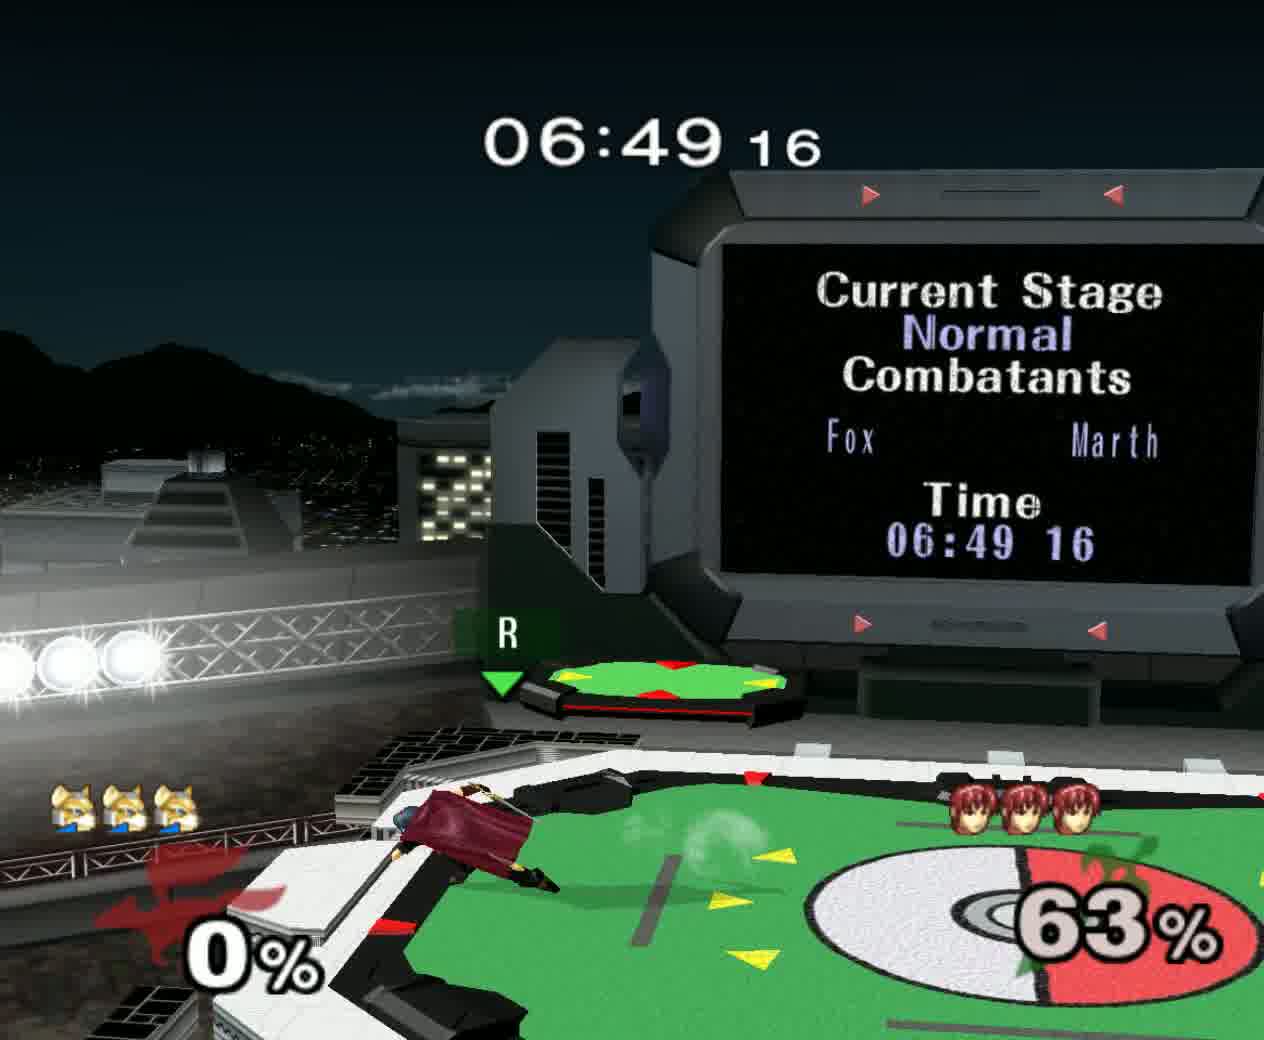 06:49 16
Current Stage
Normal
Combatants
Fox Marth
Time
06:49 16
R
0% 63%